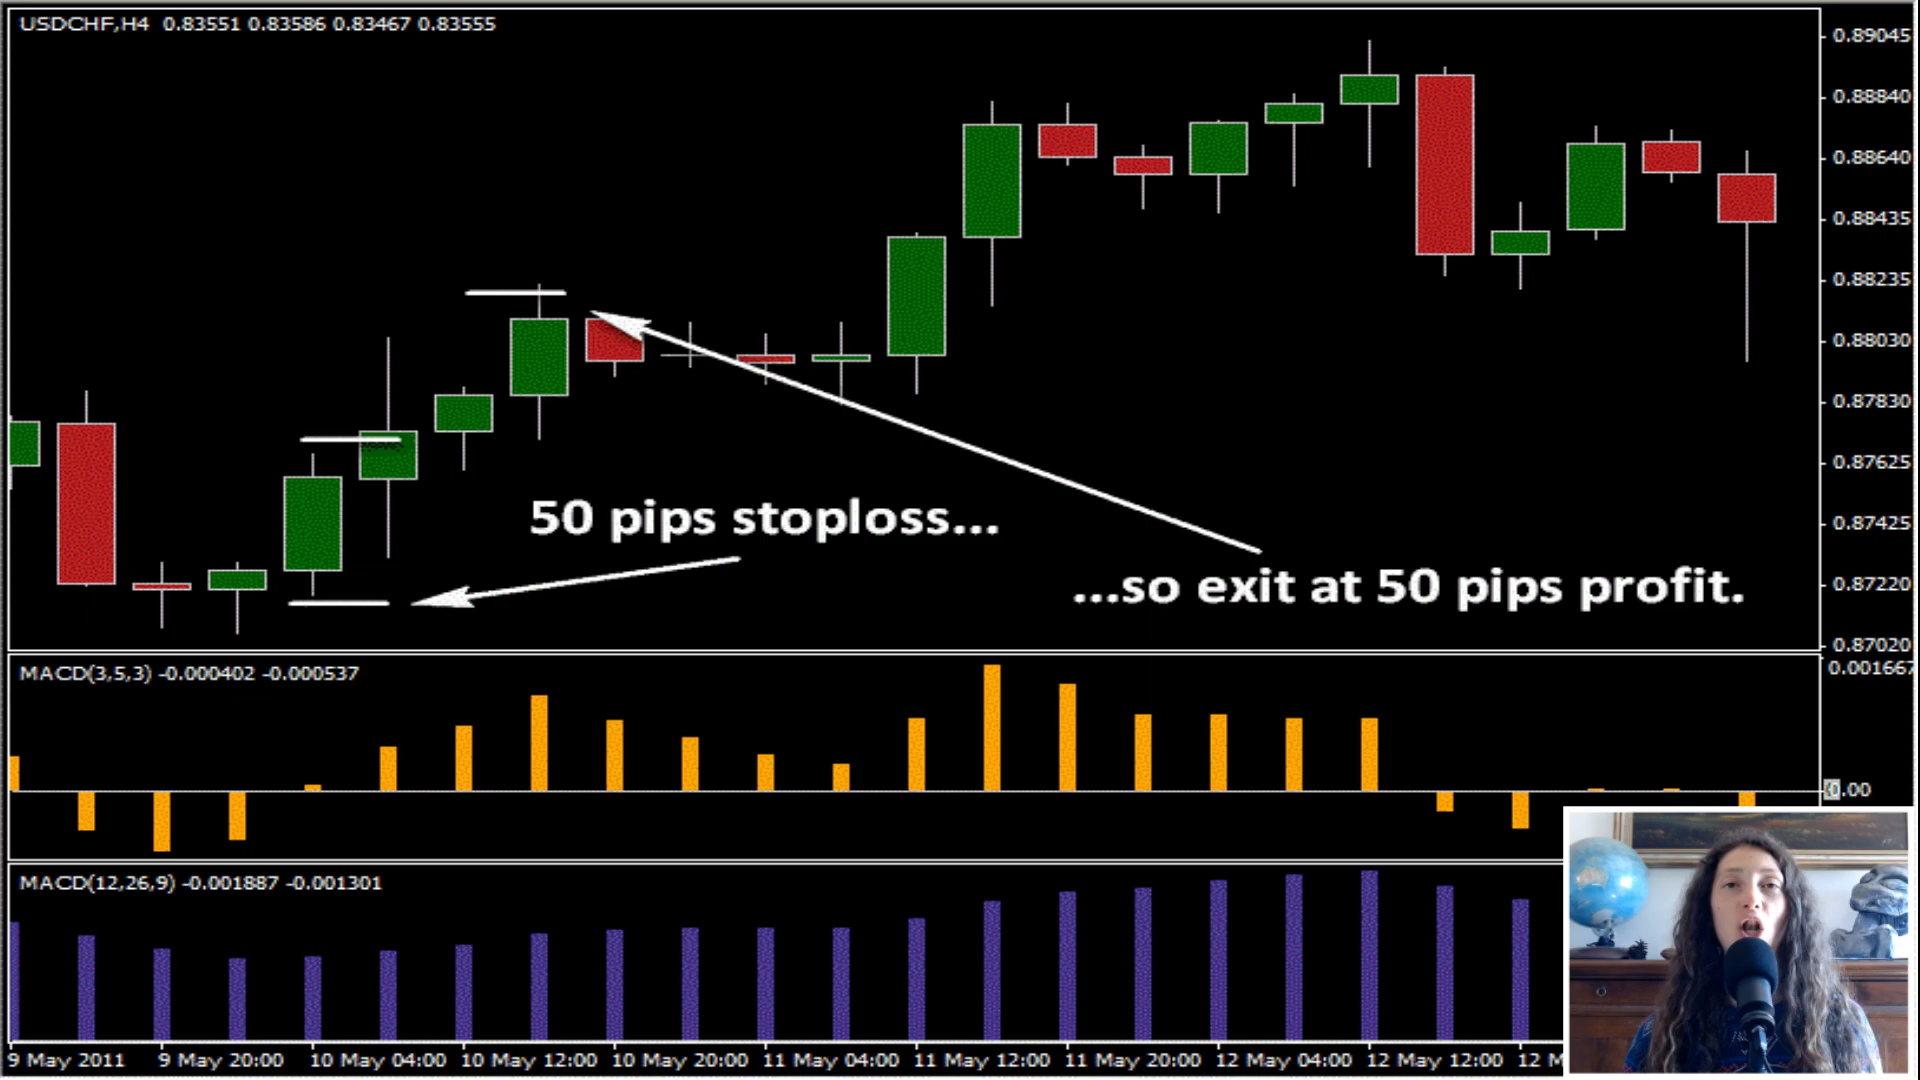 USDCHF,H4 0.83551 0.83586 0.83467 0.83555
0.89045
0.88840
0.88640
0.88435
0.88235
0.88030
0.87830
0.87625
0.87425
0.87220
0.87020
50 pips stoploss...
...so exit at 50 pips profit.
MACD(3,5,3) -0.000402 -0.000537
0.001667
0.00
MACD(12,26,9) -0.001887 -0.001301
9 May 2011 9 May 20:00 10 May 04:00 10 May 12:00 10 May 20:00 11 May 04:00 11 May 12:00 11 May 20:00 12 May 04:00 12 May 12:00 12 M